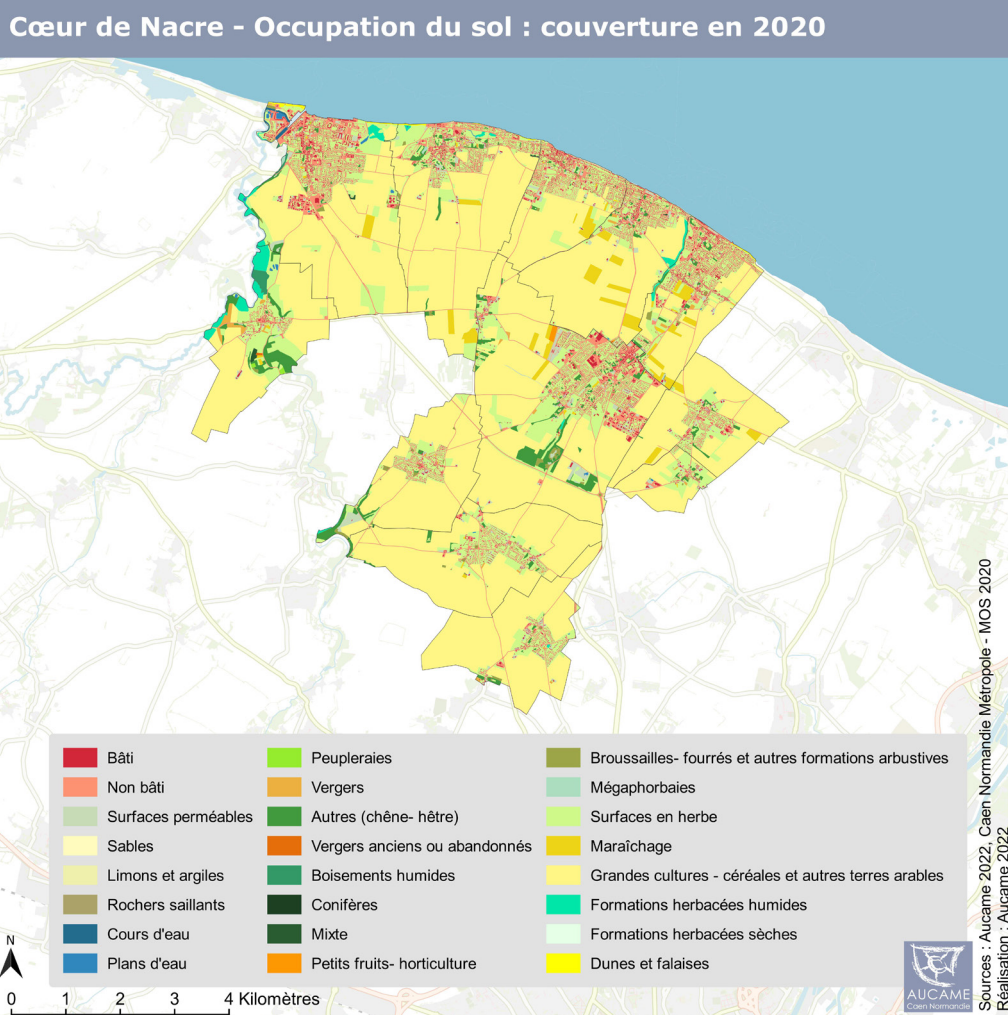 Cœur de Nacre - Occupation du sol : couverture en 2020
Bâti
Non bâti
Surfaces perméables
Sables
Limons et argiles
Rochers saillants
Cours d'eau
Plans d'eau
Peupleraies
Vergers
Autres (chêne- hêtre)
Vergers anciens ou abandonnés
Boisements humides
Conifères
Mixte
Petits fruits- horticulture
Broussailles- fourrés et autres formations arbustives
Mégaphorbaies
Surfaces en herbe
Maraîchage
Grandes cultures - céréales et autres terres arables
Formations herbacées humides
Formations herbacées sèches
Dunes et falaises
N
0 1 2 3 4 Kilomètres
AUCAME
Caen Normandie
Sources : Aucame 2022, Caen Normandie Métropole - MOS 2020
Réalisation : Aucame 2022